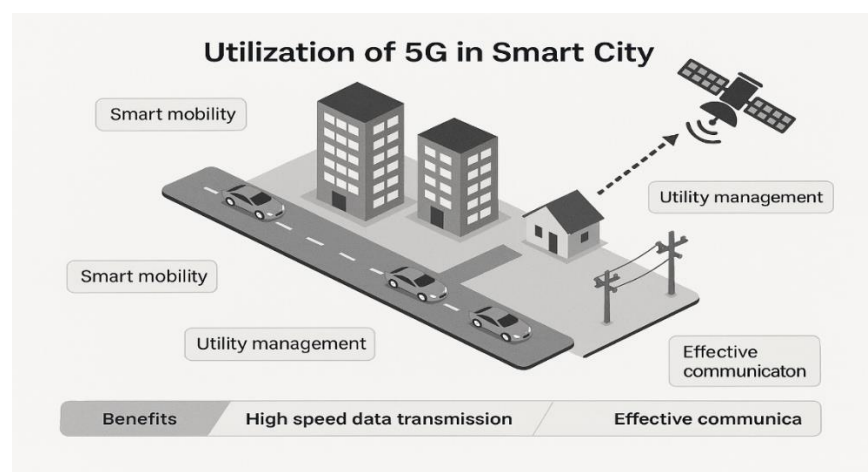 Utilization of 5G in Smart City
Smart mobility
Utility management
Smart mobility
Utility management
Effective
communicaton
Benefits High speed data transmission Effective communica